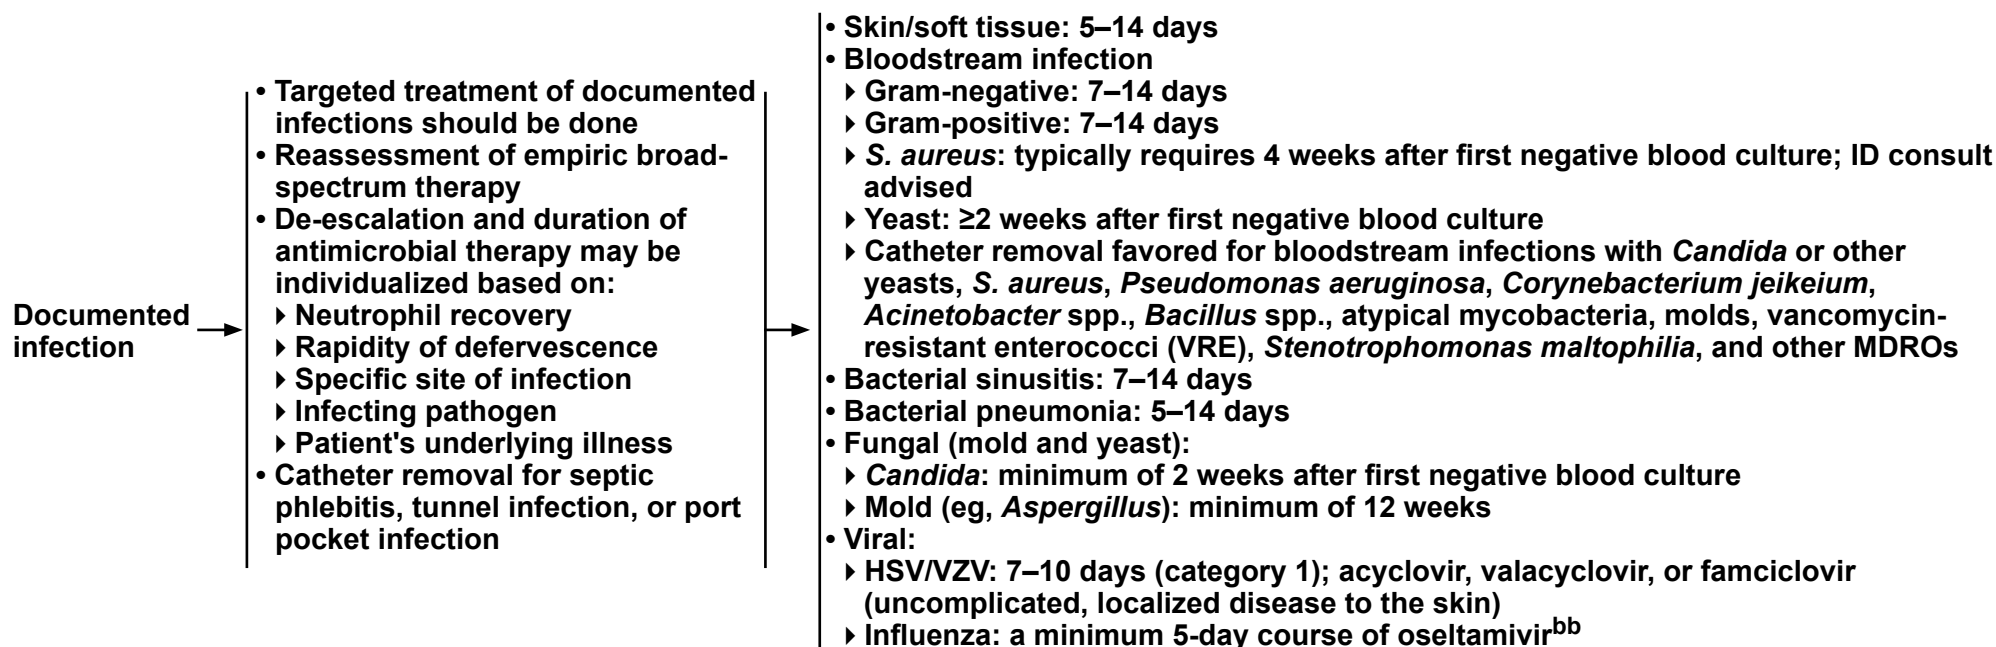 Documented
infection
• Targeted treatment of documented
infections should be done
• Reassessment of empiric broad-
spectrum therapy
• De-escalation and duration of
antimicrobial therapy may be
individualized based on:
Neutrophil recovery
Rapidity of defervescence
Specific site of infection
Infecting pathogen
Patient's underlying illness
• Catheter removal for septic
phlebitis, tunnel infection, or port
pocket infection
• Skin/soft tissue: 5–14 days
• Bloodstream infection
Gram-negative: 7–14 days
Gram-positive: 7–14 days
S. aureus: typically requires 4 weeks after first negative blood culture; ID consult
advised
Yeast: ≥2 weeks after first negative blood culture
Catheter removal favored for bloodstream infections with Candida or other
yeasts, S. aureus, Pseudomonas aeruginosa, Corynebacterium jeikeium,
Acinetobacter spp., Bacillus spp., atypical mycobacteria, molds, vancomycin-
resistant enterococci (VRE), Stenotrophomonas maltophilia, and other MDROs
• Bacterial sinusitis: 7–14 days
• Bacterial pneumonia: 5–14 days
• Fungal (mold and yeast):
Candida: minimum of 2 weeks after first negative blood culture
Mold (eg, Aspergillus): minimum of 12 weeks
• Viral:
HSV/VZV: 7–10 days (category 1); acyclovir, valacyclovir, or famciclovir
(uncomplicated, localized disease to the skin)
Influenza: a minimum 5-day course of oseltamivirbb